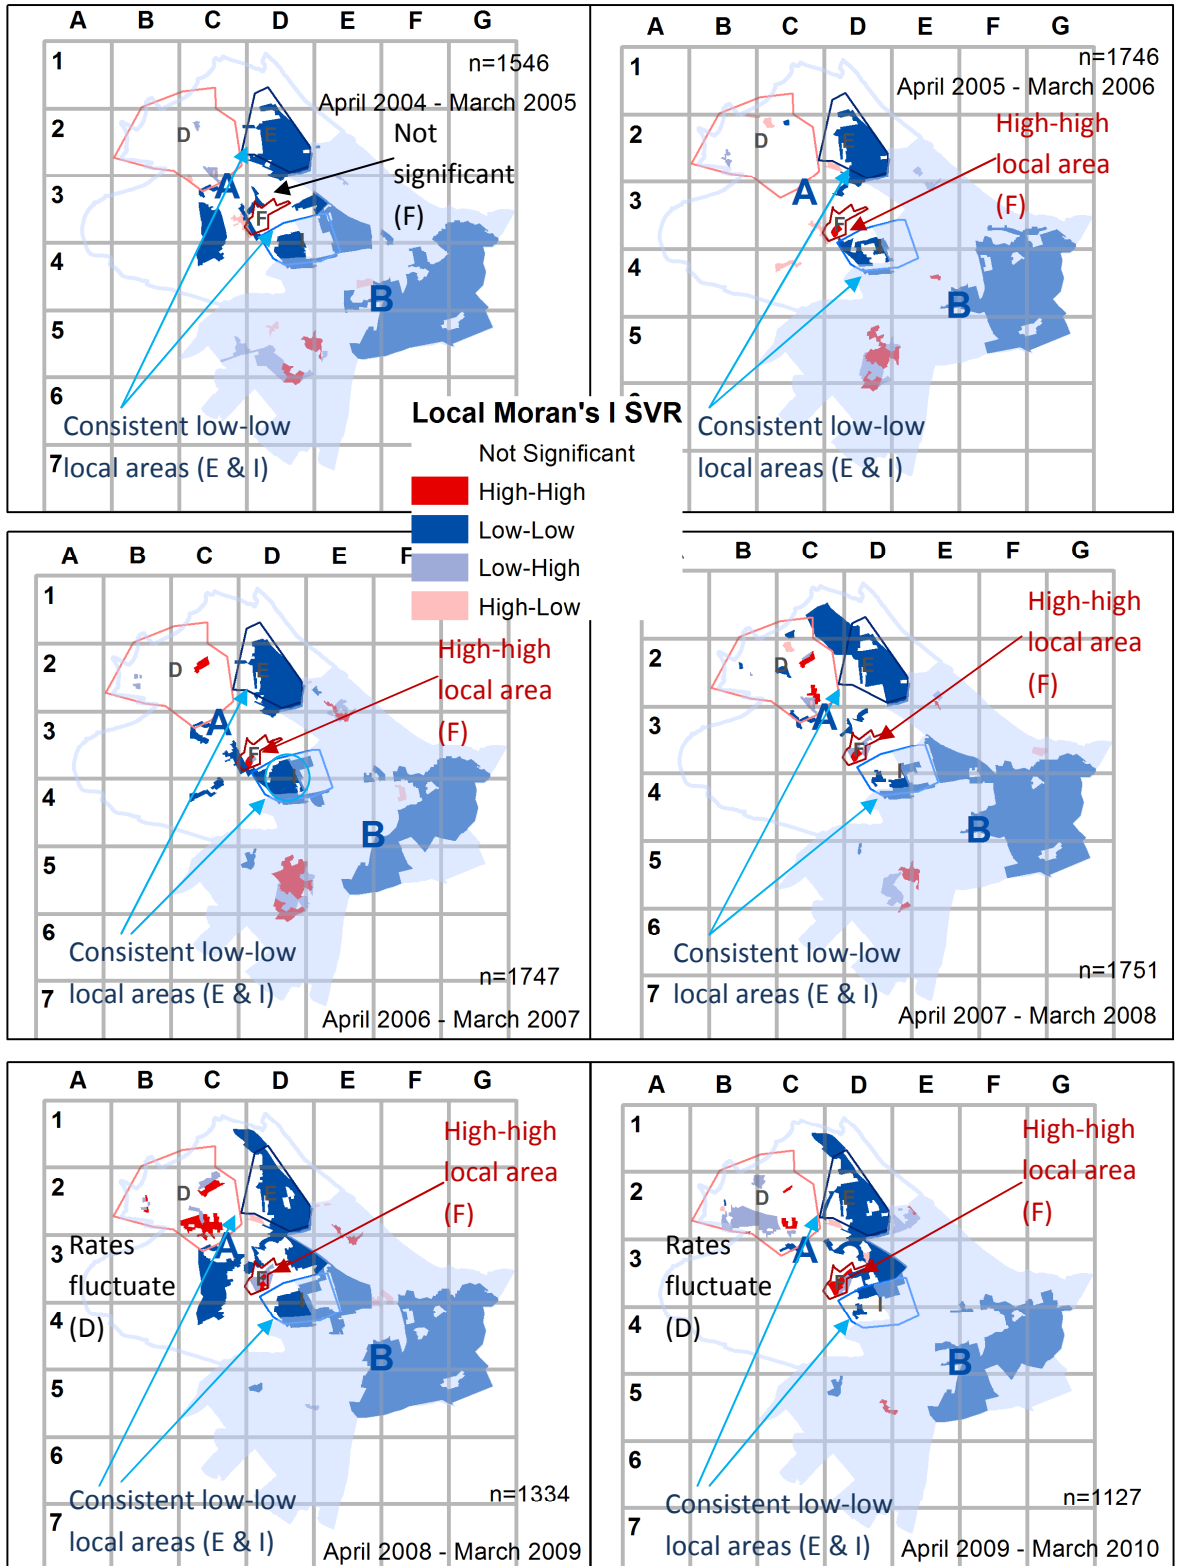 A B C D E F G
1
2
3
4
5
6
7
n=1546
April 2004 - March 2005
Not
significant
(F)
D
E
A
F
I
B
Consistent low-low
local areas (E & I)
A B C D E F G
1
2
3
4
5
n=1746
April 2005 - March 2006
High-high
local area
(F)
D
E
A
F
I
B
Consistent low-low
local areas (E & I)
Local Moran's I SVR
Not Significant
High-High
Low-Low
Low-High
High-Low
A B C D E F
1
2
3
4
5
6
7
High-high
local area
(F)
D
E
A
F
I
B
Consistent low-low
local areas (E & I)
n=1747
April 2006 - March 2007
B C D E F G
2
3
4
5
6
7
High-high
local area
(F)
D
E
A
F
I
B
Consistent low-low
local areas (E & I)
n=1751
April 2007 - March 2008
A B C D E F G
1
2
3
4
5
6
7
High-high
local area
(F)
D
E
A
Rates
fluctuate
(D)
F
I
B
Consistent low-low
local areas (E & I)
n=1334
April 2008 - March 2009
A B C D E F G
1
2
3
4
5
6
7
High-high
local area
(F)
D
E
A
Rates
fluctuate
(D)
F
I
B
Consistent low-low
local areas (E & I)
n=1127
April 2009 - March 2010